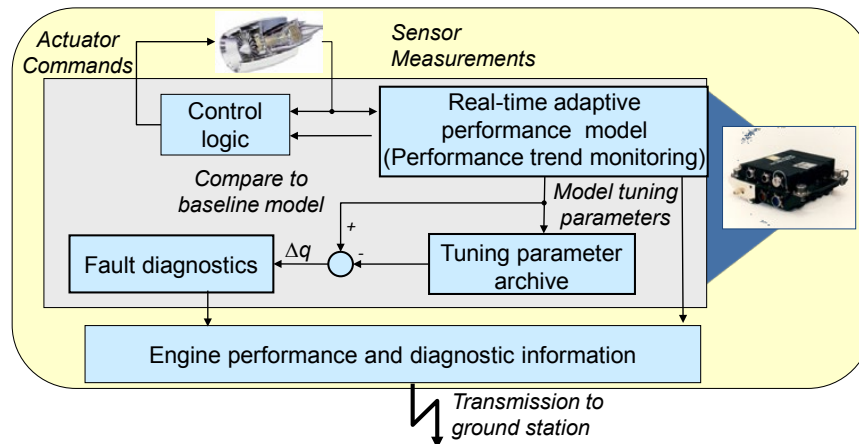 Actuator
Commands
Sensor
Measurements
Control
logic
Real-time adaptive
performance model
(Performance trend monitoring)
Compare to
baseline model
Model tuning
parameters
+
-
Δq
Fault diagnostics
Tuning parameter
archive
Engine performance and diagnostic information
Transmission to
ground station